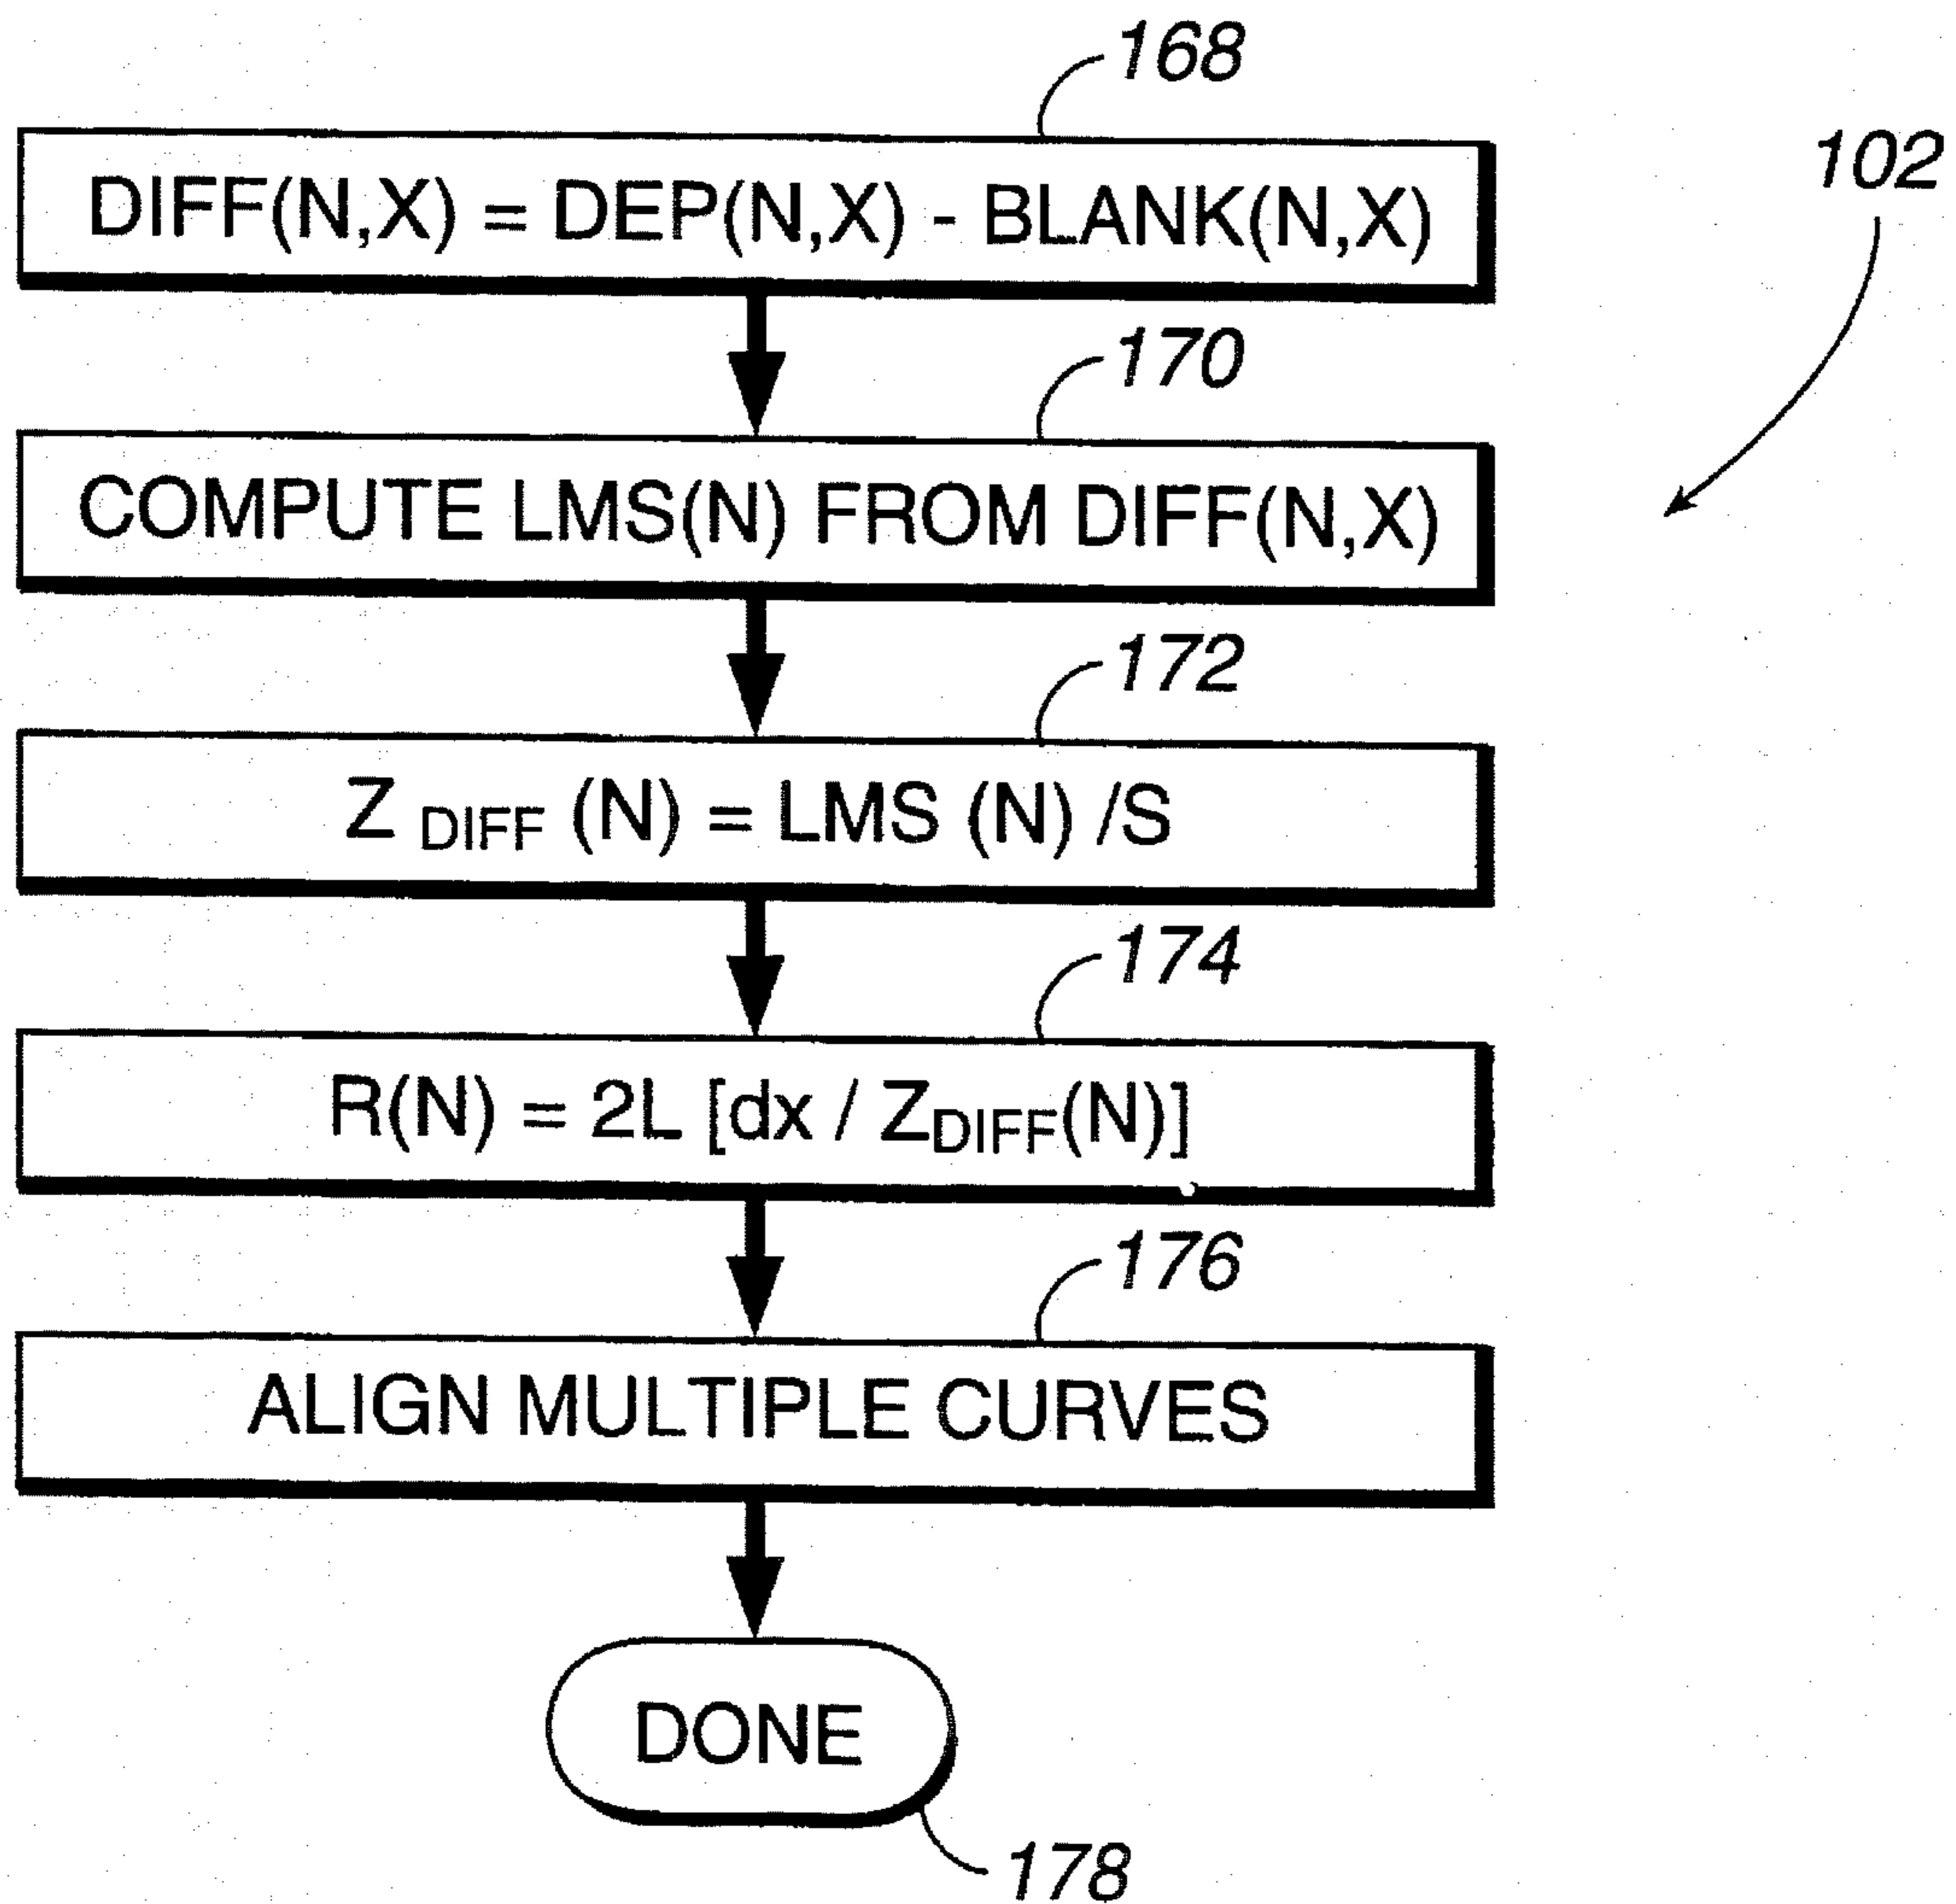 168
102
DIFF(N,X) = DEP(N,X) - BLANK(N,X)
170
COMPUTE LMS(N) FROM DIFF(N,X)
172
Z DIFF (N) = LMS (N) /S
174
R(N) = 2L [dx / ZDIFF(N)]
176
ALIGN MULTIPLE CURVES
DONE
178